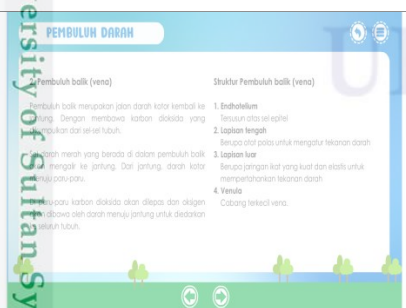 PEMBULUH DARAH
2. Pembuluh balik (vena)
Pembuluh balik merupakan jalan darah kotor kembali ke
jantung. Dengan membawa karbon dioksida yang
dikumpulkan dari sel-sel tubuh.
Sel darah merah yang berada di dalam pembuluh balik
akan mengalir ke jantung. Dari jantung, darah kotor
menuju paru-paru.
Di paru-paru karbon dioksida akan dilepas dan oksigen
akan dibawa oleh darah menuju jantung untuk diedarkan
ke seluruh tubuh.
Struktur Pembuluh balik (vena)
1. Endhotelium
Tersusun atas sel epitel
2. Lapisan tengah
Berupa otot polos untuk mengatur tekanan darah
3. Lapisan luar
Berupa jaringan ikat yang kuat dan elastis untuk
mempertahankan tekanan darah
4. Venula
Cabang terkecil vena.
ersity of Sultan Sy
U